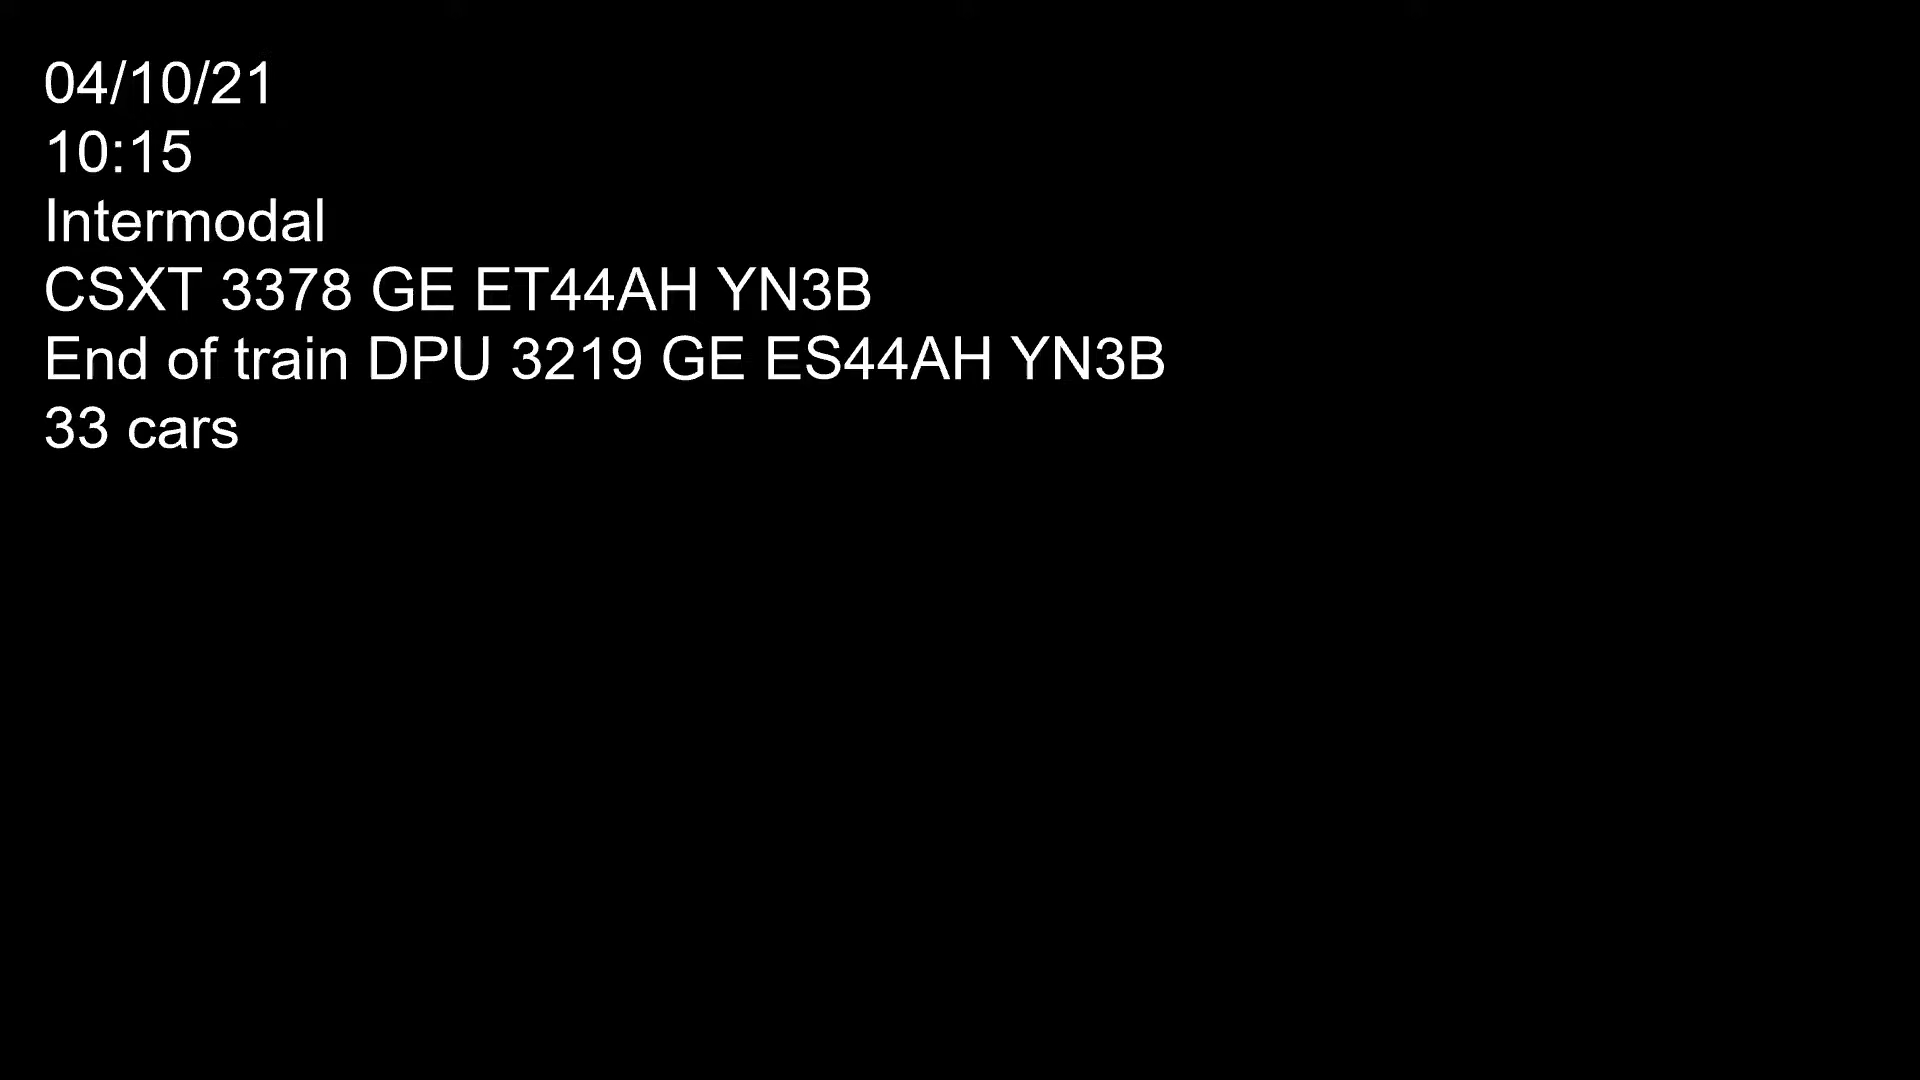 04/10/21
10:15
Intermodal
CSXT 3378 GE ET44AH YN3B
End of train DPU 3219 GE ES44AH YN3B
33 cars